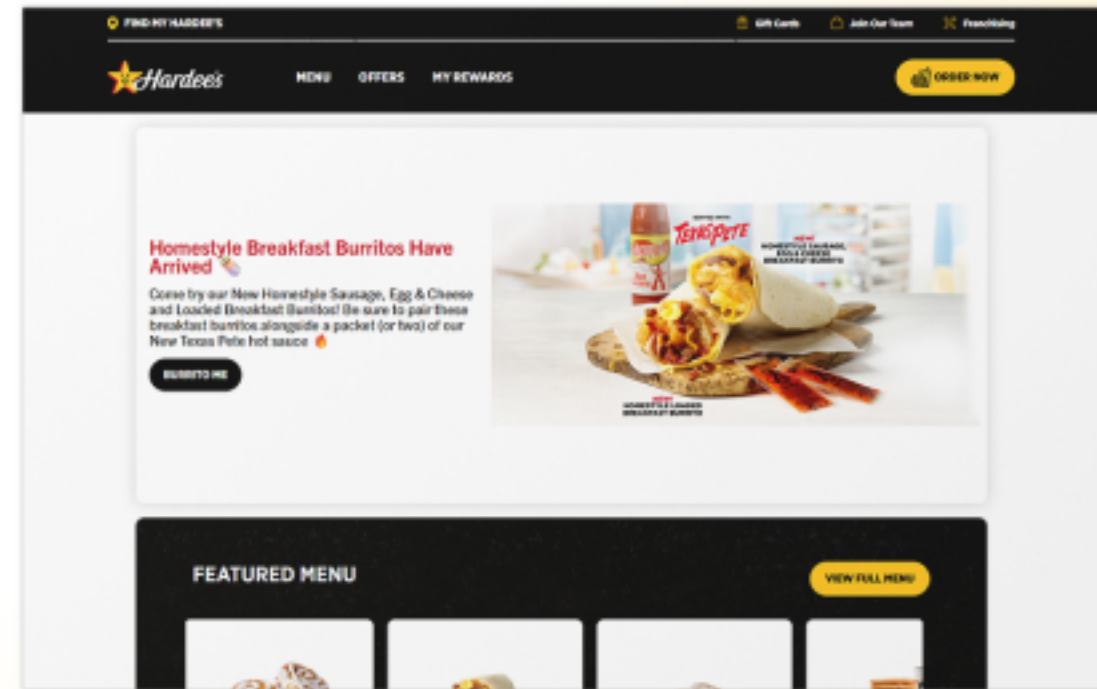 FIND MY HARDEE'S
Gift Cards
Join Our Team
Franchising
Hardee's
MENU
OFFERS
MY REWARDS
ORDER NOW
Homestyle Breakfast Burritos Have
Arrived 🌯
Come try our New Homestyle Sausage, Egg & Cheese
and Loaded Breakfast Burritos! Be sure to pair these
breakfast burritos alongside a packet (or two) of our
New Texas Pete hot sauce 🔥
BURRITO ME
TEXAS PETE
NEW!
HOMESTYLE SAUSAGE,
EGG & CHEESE
BREAKFAST BURRITO
NEW!
HOMESTYLE LOADED
BREAKFAST BURRITO
FEATURED MENU
VIEW FULL MENU